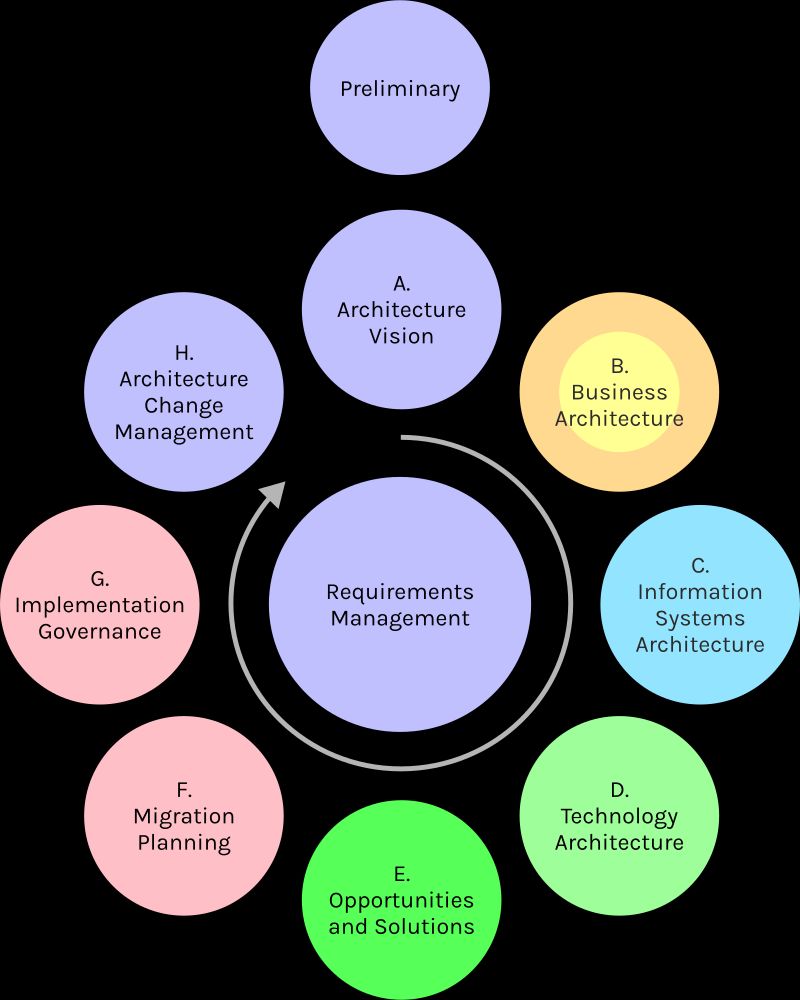 Preliminary
A.
Architecture
Vision
B.
Business
Architecture
C.
Information
Systems
Architecture
D.
Technology
Architecture
E.
Opportunities
and Solutions
F.
Migration
Planning
G.
Implementation
Governance
H.
Architecture
Change
Management
Requirements
Management